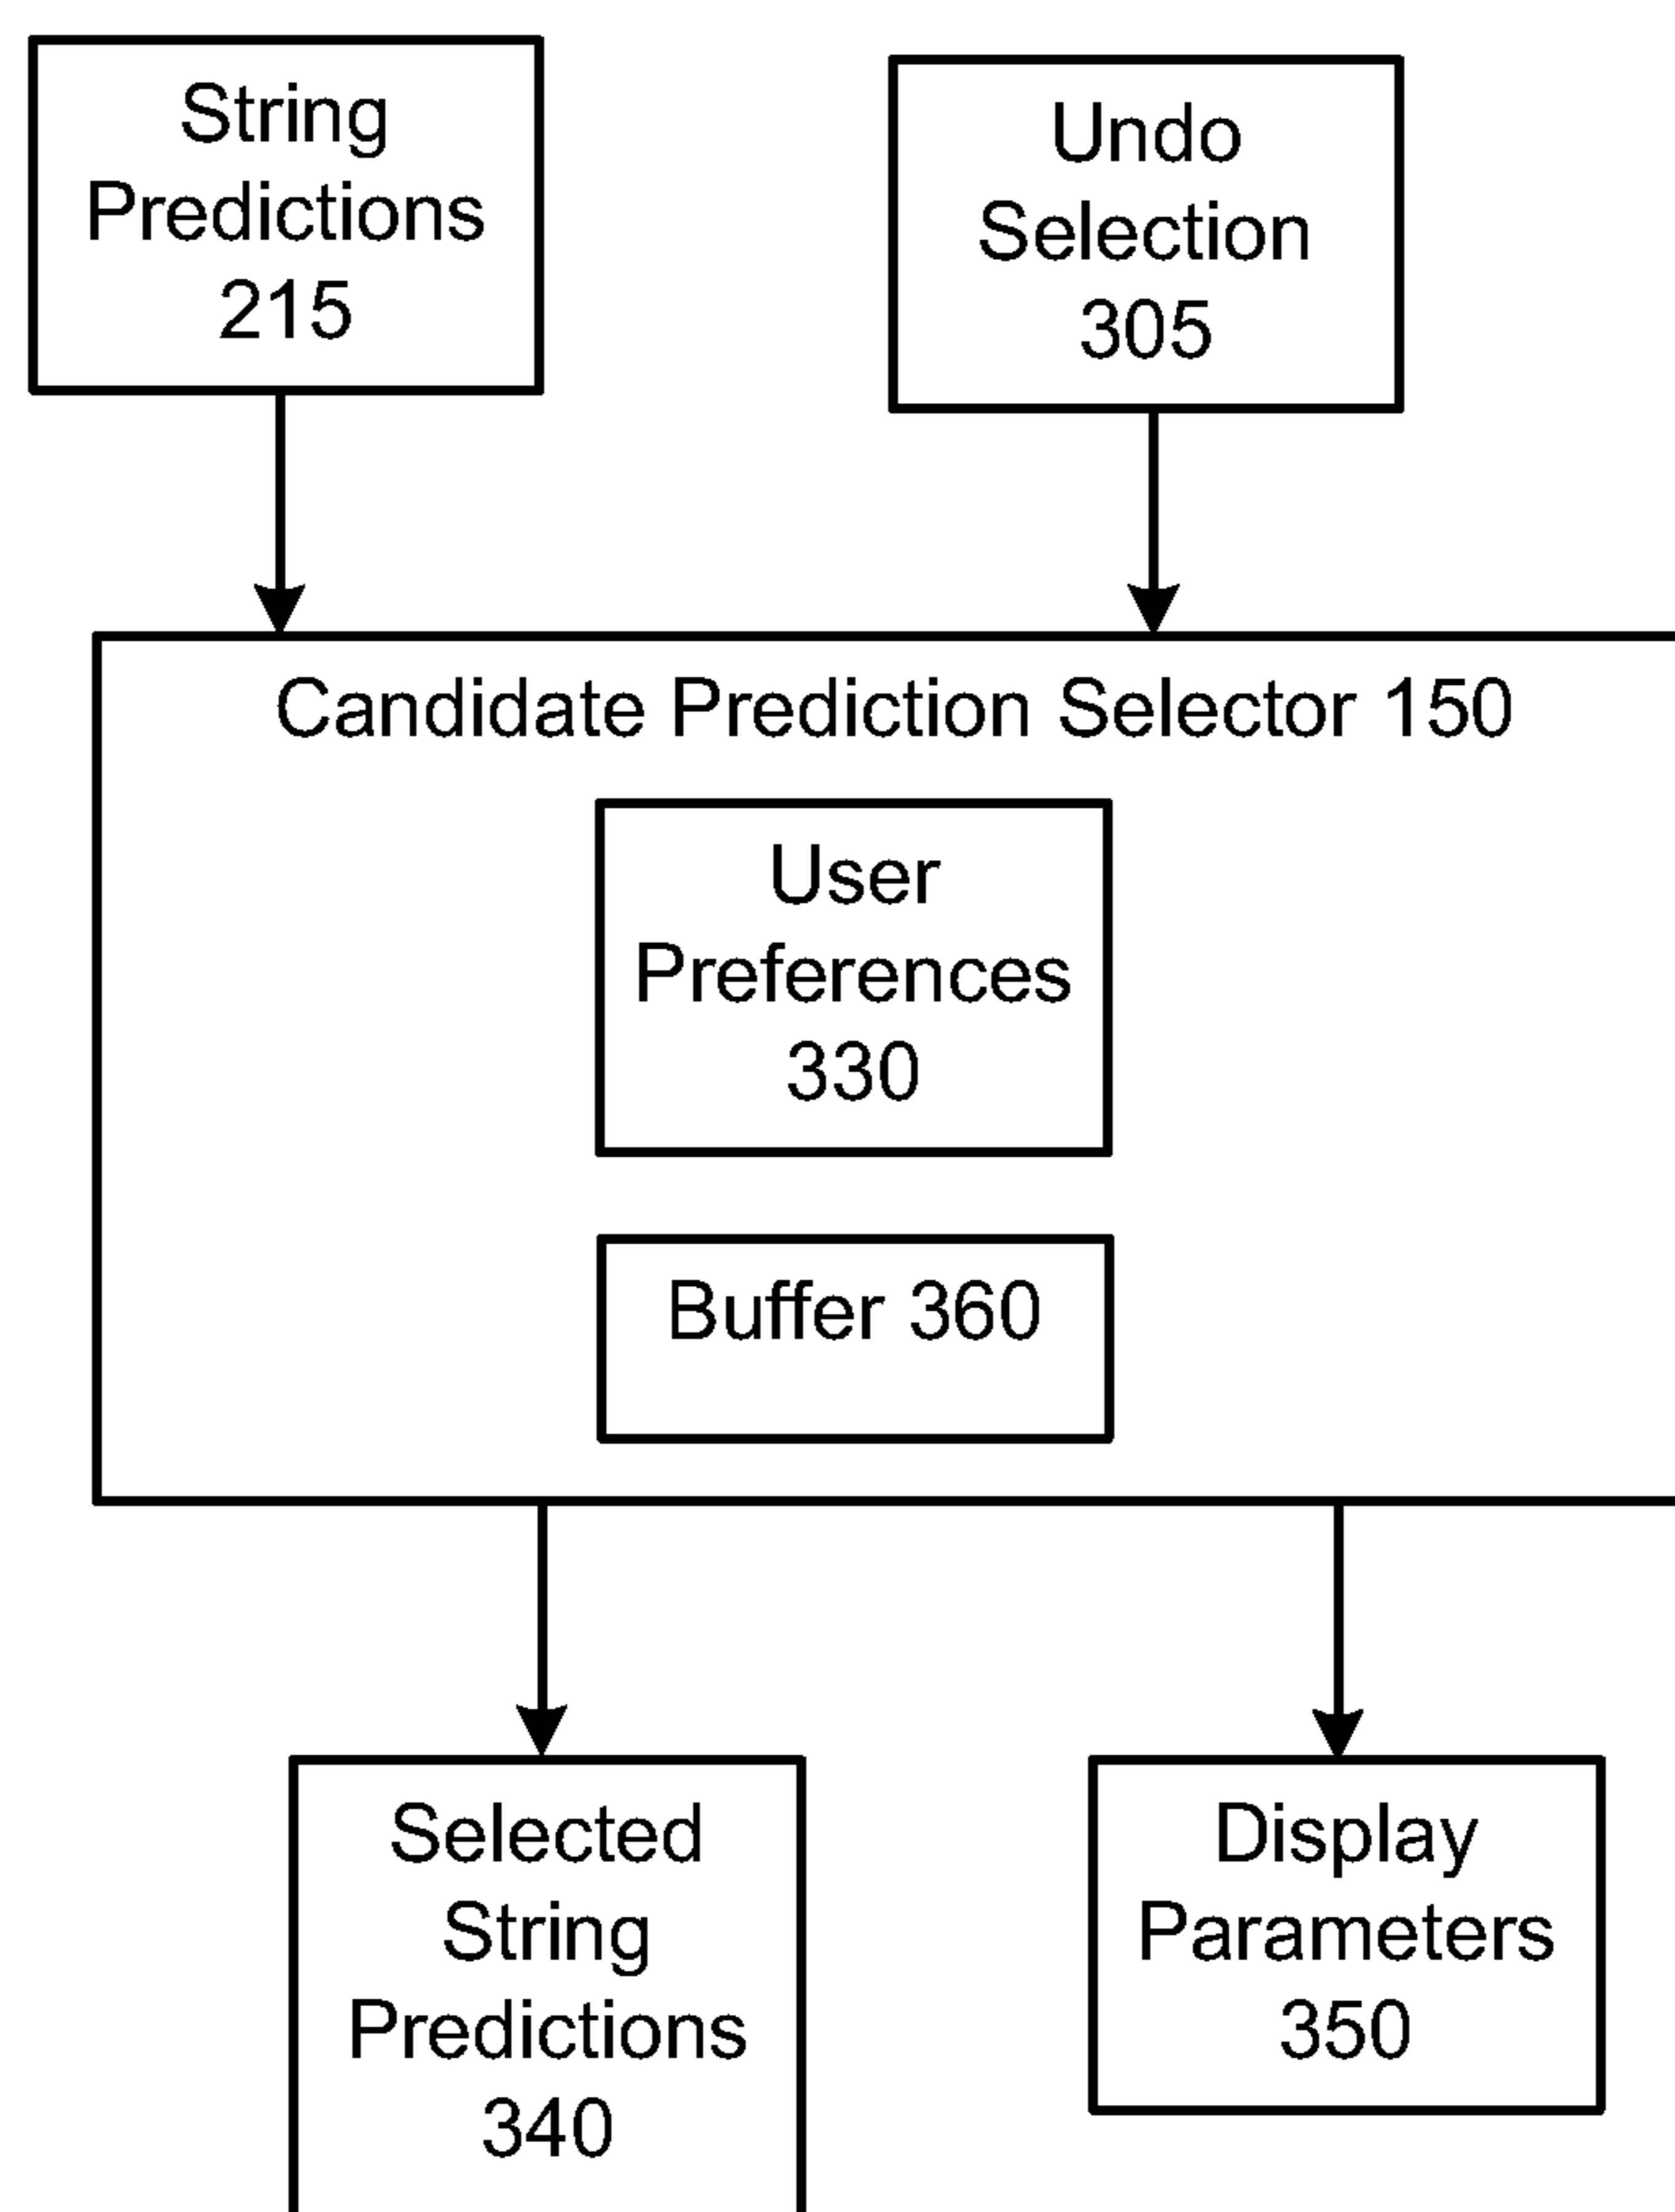 String
Predictions
215
Undo
Selection
305
Candidate Prediction Selector 150
User
Preferences
330
Buffer 360
Selected
String
Predictions
340
Display
Parameters
350